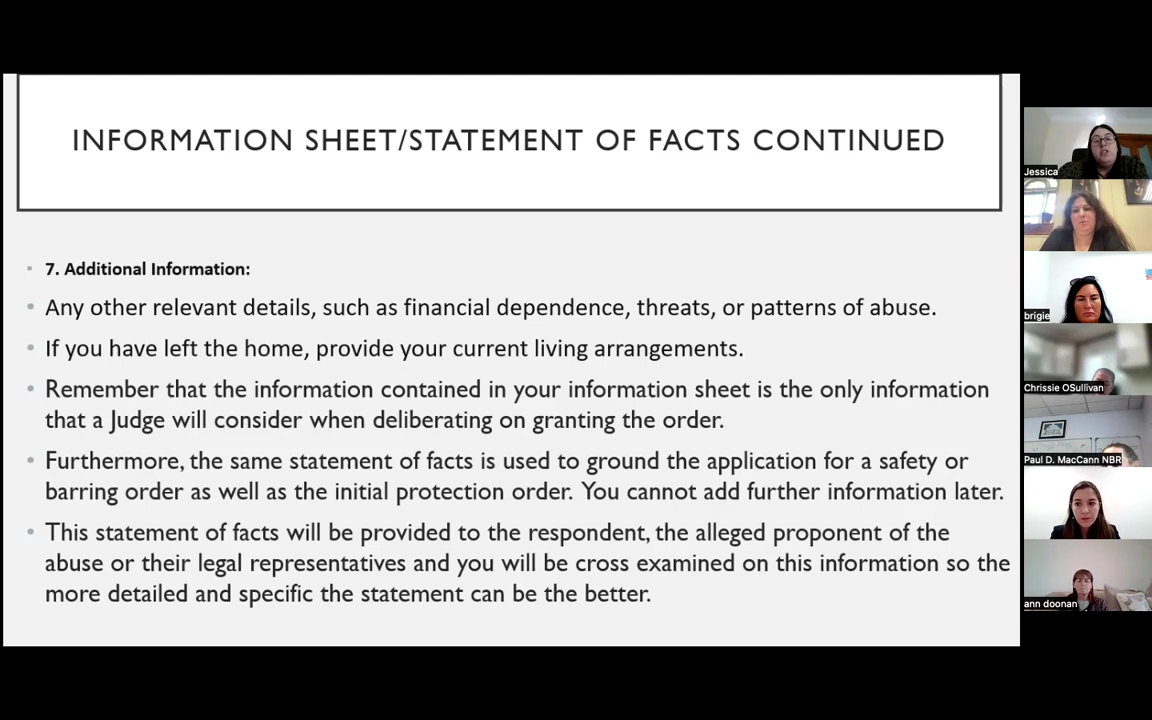 INFORMATION SHEET/STATEMENT OF FACTS CONTINUED
7. Additional Information:
Any other relevant details, such as financial dependence, threats, or patterns of abuse.
If you have left the home, provide your current living arrangements.
Remember that the information contained in your information sheet is the only information
that a Judge will consider when deliberating on granting the order.
Furthermore, the same statement of facts is used to ground the application for a safety or
barring order as well as the initial protection order. You cannot add further information later.
This statement of facts will be provided to the respondent, the alleged proponent of the
abuse or their legal representatives and you will be cross examined on this information so the
more detailed and specific the statement can be the better.
Jessica
brigie
Chrissie OSullivan
Paul D. MacCann NBR
ann doonan